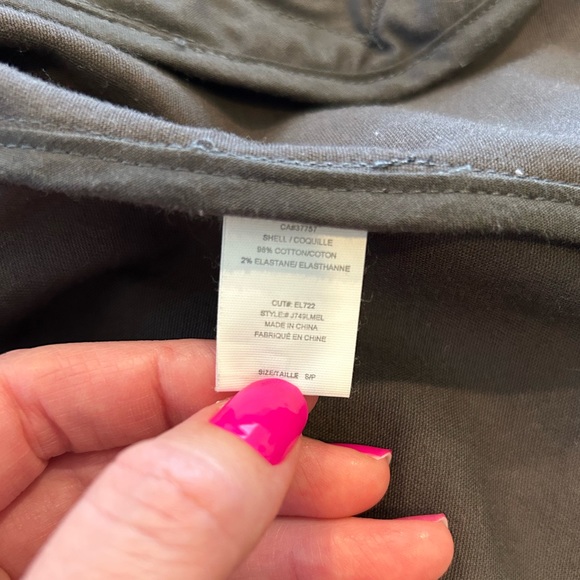 CA#37757
SHELL / COQUILLE
98% COTTON/COTON
2% ELASTANE/ ELASTHANNE
CUT#: EL722
STYLE# J749LMBL
MADE IN CHINA
FABRIQUÉ EN CHINE
SIZE/TAILLE S/P